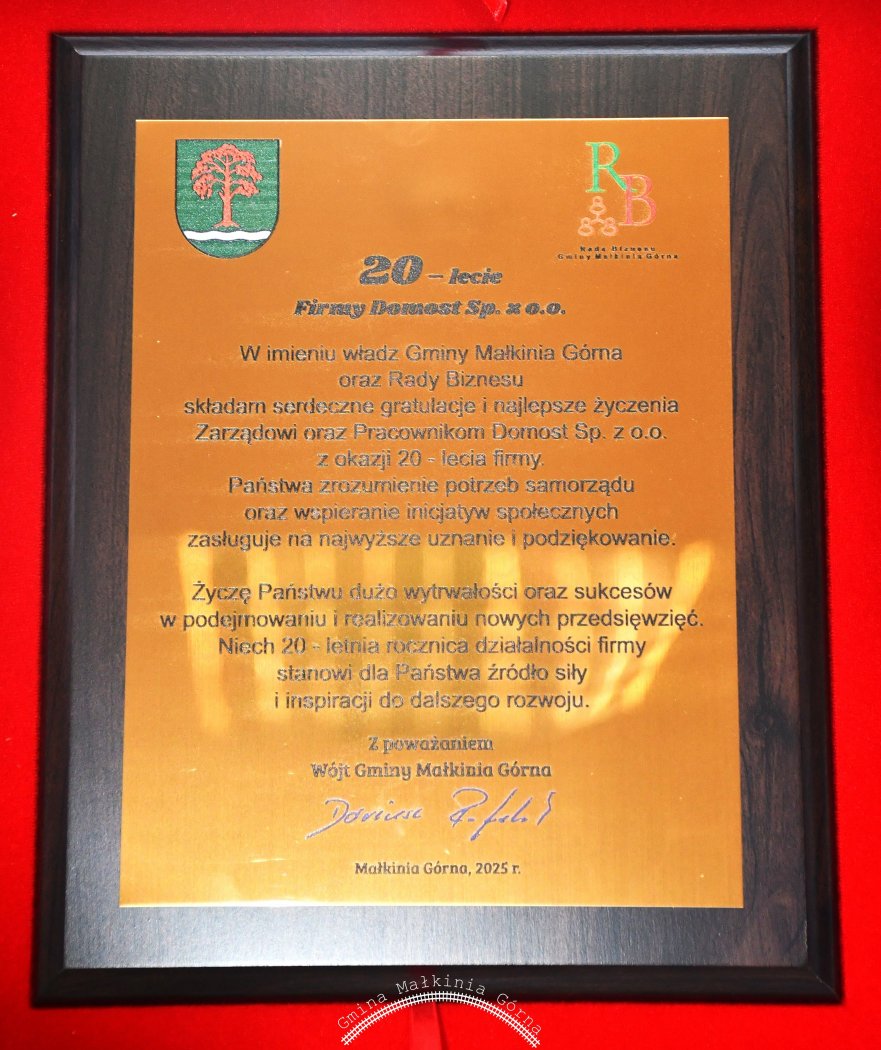 RB
Rada Biznesu
Gminy Małkinia Górna
20 – lecie
Firmy Domost Sp. z o.o.
W imieniu władz Gminy Małkinia Górna
oraz Rady Biznesu
składam serdeczne gratulacje i najlepsze życzenia
Zarządowi oraz Pracownikom Domost Sp. z o.o.
z okazji 20 - lecia firmy.
Państwa zrozumienie potrzeb samorządu
oraz wspieranie inicjatyw społecznych
zasługuje na najwyższe uznanie i podziękowanie.
Życzę Państwu dużo wytrwałości oraz sukcesów
w podejmowaniu i realizowaniu nowych przedsięwzięć.
Niech 20 - letnia rocznica działalności firmy
stanowi dla Państwa źródło siły
i inspiracji do dalszego rozwoju.
Z poważaniem
Wójt Gminy Małkinia Górna
Dariusz
Małkinia Górna, 2025 r.
Gmina Małkinia Górna